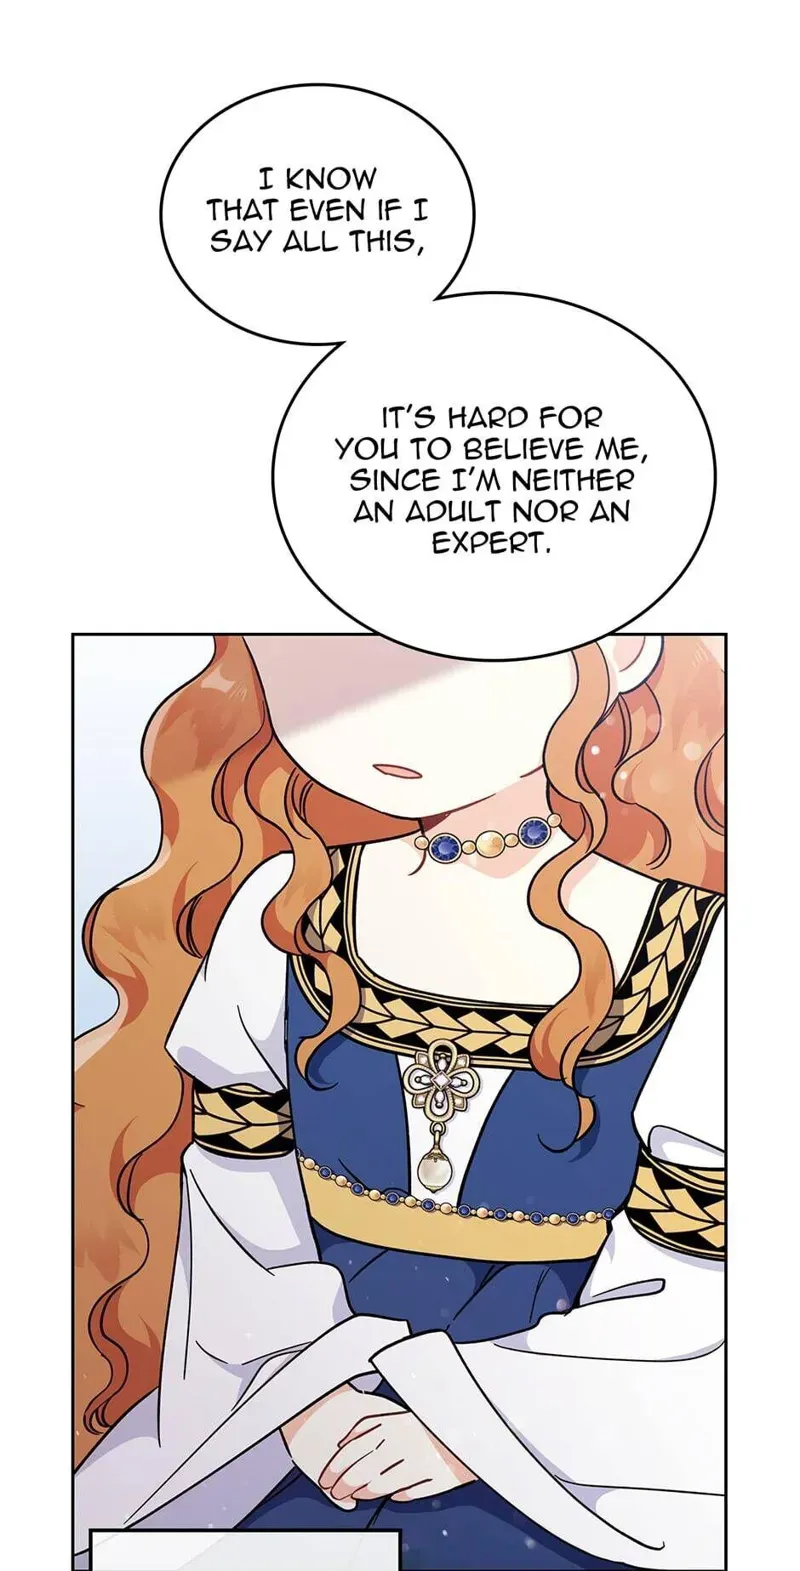 I KNOW
THAT EVEN IF I
SAY ALL THIS,
IT'S HARD FOR
YOU TO BELIEVE ME,
SINCE I'M NEITHER
AN ADULT NOR AN
EXPERT.